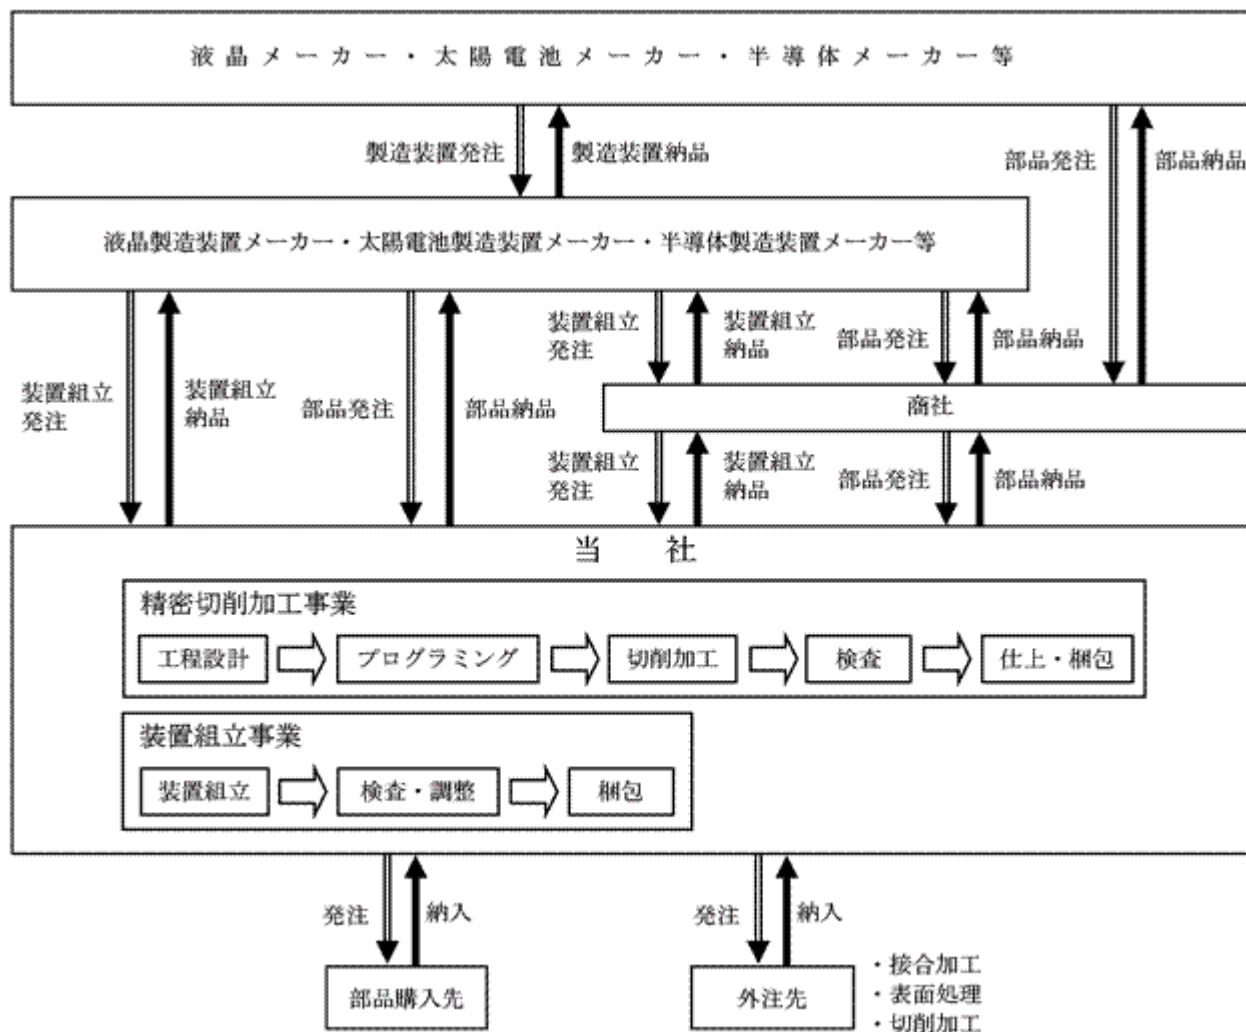 液晶メーカー・太陽電池メーカー・半導体メーカー等
製造装置発注
製造装置納品
部品発注
部品納品
液晶製造装置メーカー・太陽電池製造装置メーカー・半導体製造装置メーカー等
装置組立
発注
装置組立
納品
部品発注
部品納品
装置組立
発注
装置組立
納品
部品発注
部品納品
商社
装置組立
発注
装置組立
納品
部品発注
部品納品
当社
精密切削加工事業
工程設計
プログラミング
切削加工
検査
仕上・梱包
装置組立事業
装置組立
検査・調整
梱包
発注
納入
発注
納入
部品購入先
外注先
・接合加工
・表面処理
・切削加工